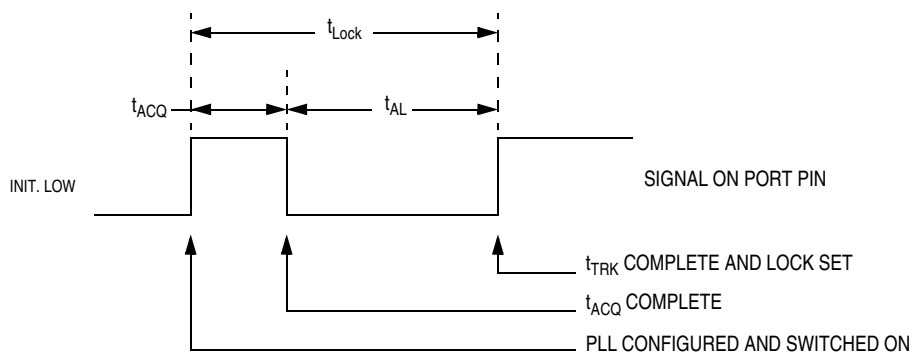 tLock
tACQ
tAL
INIT. LOW
SIGNAL ON PORT PIN
tTRK COMPLETE AND LOCK SET
tACQ COMPLETE
PLL CONFIGURED AND SWITCHED ON